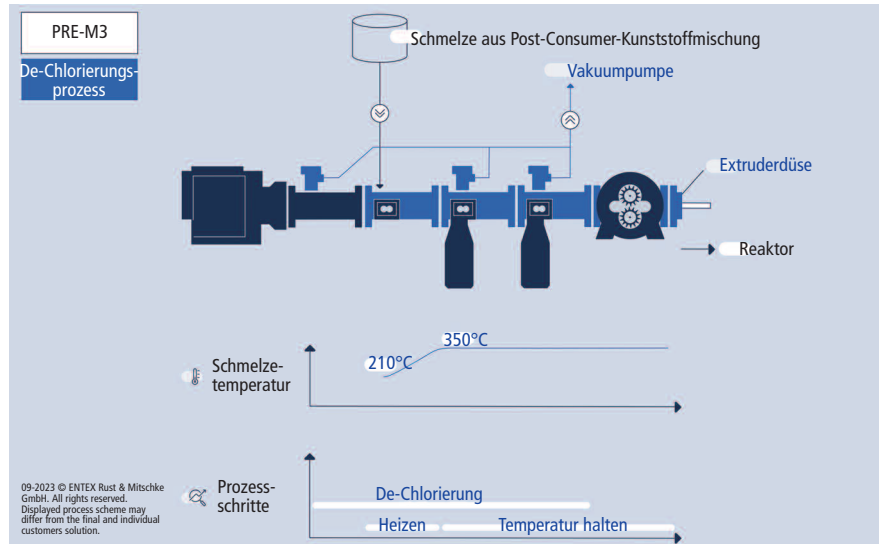 PRE-M3
De-Chlorierungs-
prozess
Schmelze aus Post-Consumer-Kunststoffmischung
Vakuumpumpe
Extruderdüse
Reaktor
350°C
210°C
Schmelze-
temperatur
Prozess-
schritte
De-Chlorierung
Heizen
Temperatur halten
09-2023 © ENTEX Rust & Mitschke
GmbH. All rights reserved.
Displayed process scheme may
differ from the final and individual
customers solution.